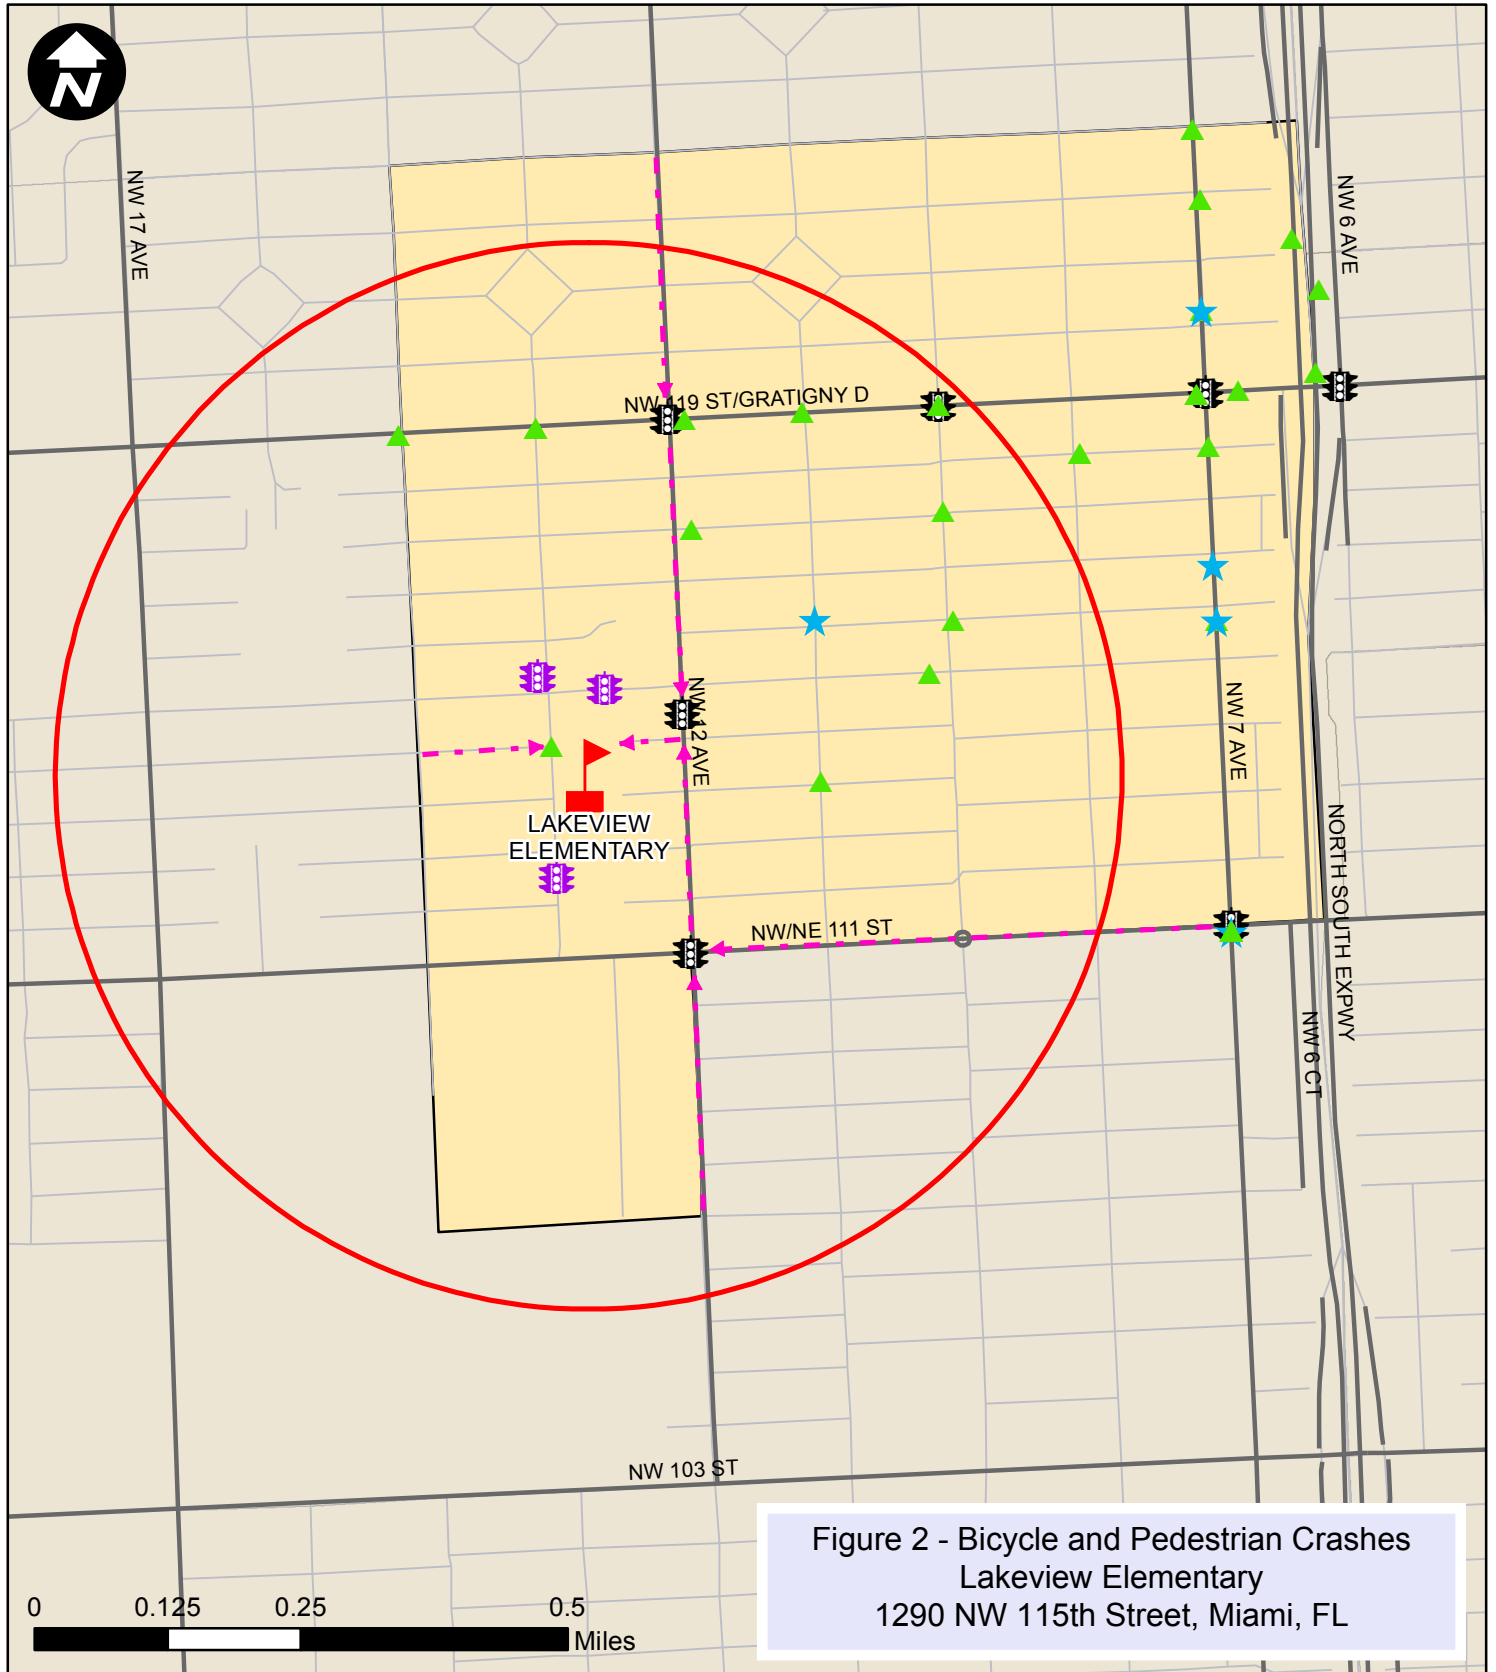 N
NW 17 AVE
NW 6 AVE
NW 119 ST/GRATIGNY D
NW 12 AVE
NW 7 AVE
LAKEVIEW
ELEMENTARY
NW/NE 111 ST
NORTH SOUTH EXPWY
NW 6 CT
NW 103 ST
Figure 2 - Bicycle and Pedestrian Crashes
Lakeview Elementary
1290 NW 115th Street, Miami, FL
0 0.125 0.25 0.5
Miles